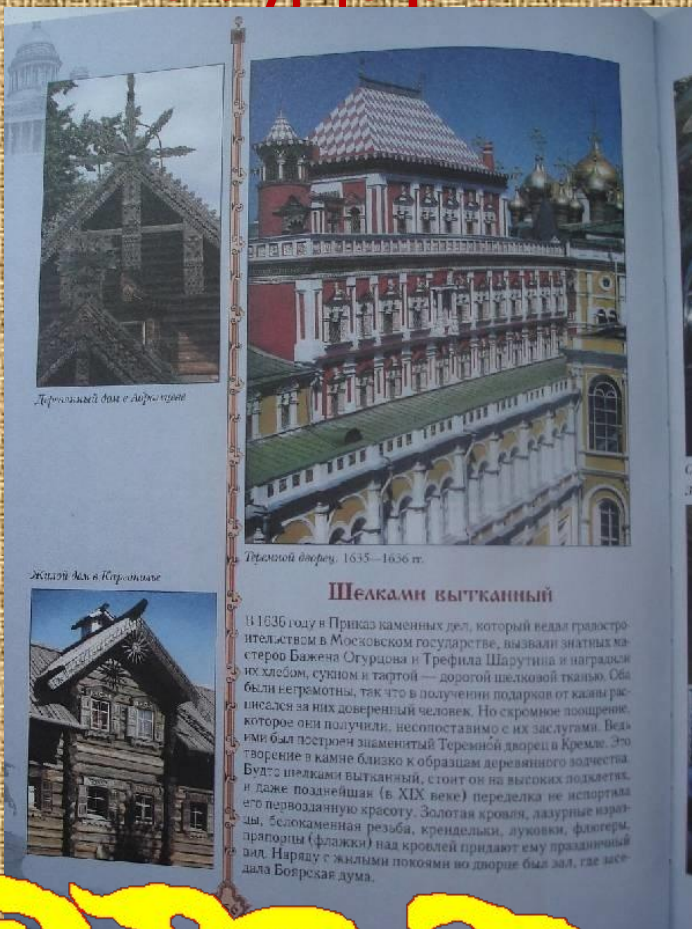 Деревянный дом в Абрамцеве
Теремной дворец. 1635—1636 гг.
Жилой дом в Каргополье
Шелками вытканный
В 1636 году в Приказ каменных дел, который ведал градостро-
ительством в Московском государстве, вызвали знатных ма-
стеров Бажена Огурцова и Трефила Шарутина и наградили
их хлебом, сукном и тафтой — дорогой шелковой тканью. Оба
были неграмотны, так что в получении подарков от казны рас-
писался за них доверенный человек. Но скромное поощрение,
которое они получили, несопоставимо с их заслугами. Ведь
ими был построен знаменитый Теремной дворец в Кремле. Это
творение в камне близко к образцам деревянного зодчества.
Будто шелками вытканный, стоит он на высоких подклетях,
и даже позднейшая (в XIX веке) переделка не испортила
его первозданную красоту. Золотая кровля, лазурные израз-
цы, белокаменная резьба, крендельки, луковки, флюгеры,
прапорцы (флажки) над кровлей придают ему праздничный
вид. Наряду с жилыми покоями во дворце был зал, где засе-
дала Боярская дума.